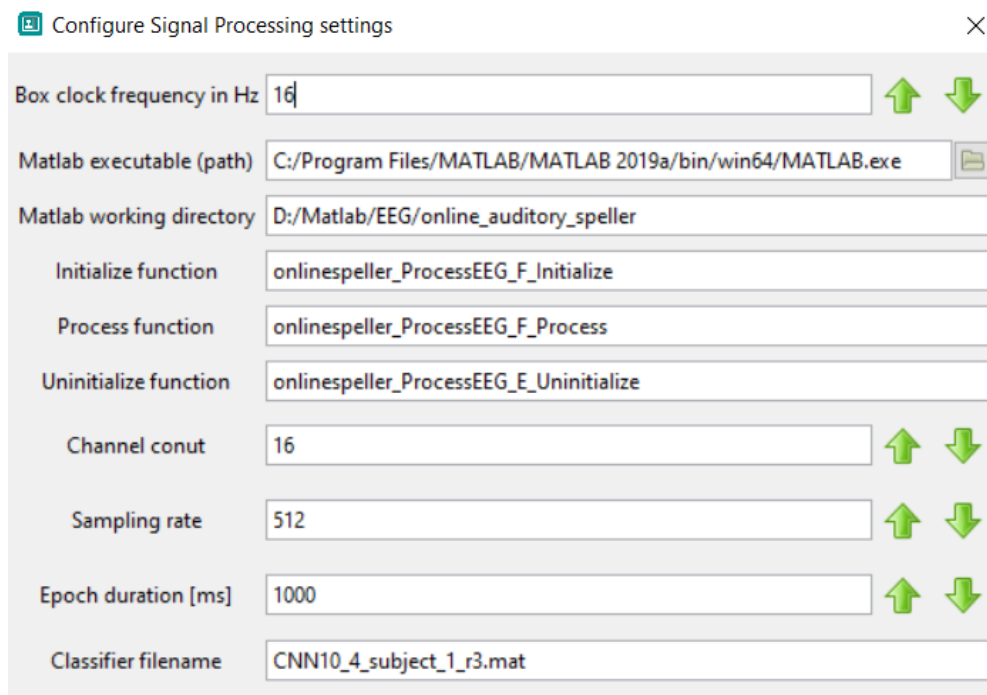 Configure Signal Processing settings
Box clock frequency in Hz 16
Matlab executable (path) C:/Program Files/MATLAB/MATLAB 2019a/bin/win64/MATLAB.exe
Matlab working directory D:/Matlab/EEG/online_auditory_speller
Initialize function onlinespeller_ProcessEEG_F_Initialize
Process function onlinespeller_ProcessEEG_F_Process
Uninitialize function onlinespeller_ProcessEEG_E_Uninitialize
Channel conut 16
Sampling rate 512
Epoch duration [ms] 1000
Classifier filename CNN10_4_subject_1_r3.mat